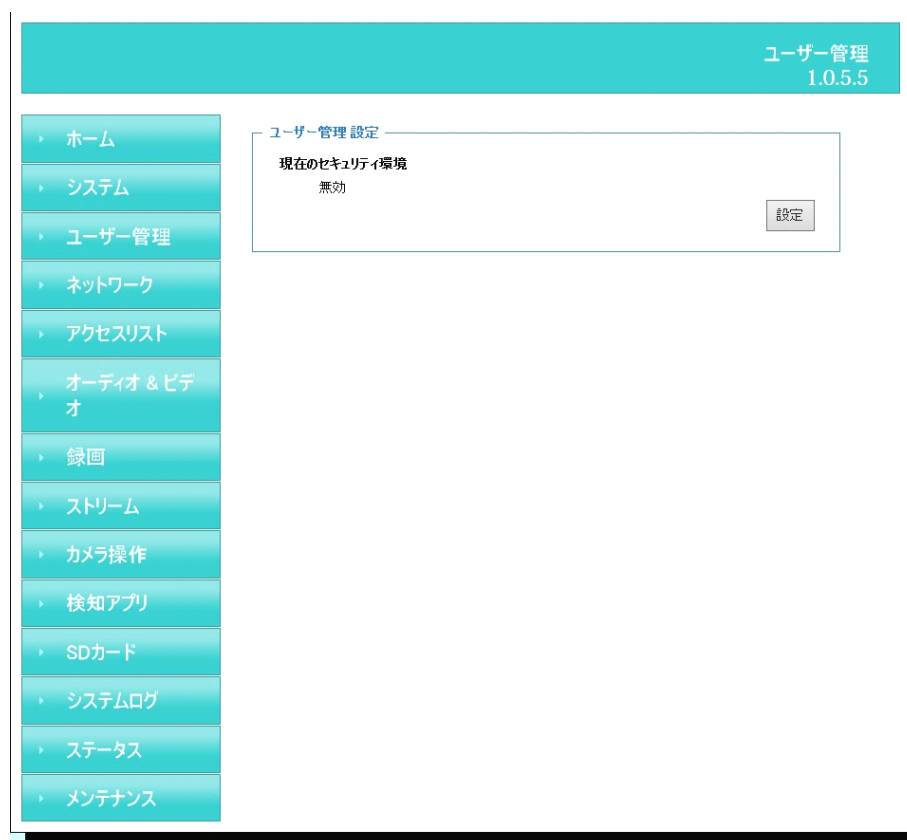 ユーザー管理
1.0.5.5
ホーム
システム
ユーザー管理
ネットワーク
アクセスリスト
オーディオ & ビデ
オ
録画
ストリーム
カメラ操作
検知アプリ
SDカード
システムログ
ステータス
メンテナンス
ユーザー管理 設定
現在のセキュリティ環境
無効
設定